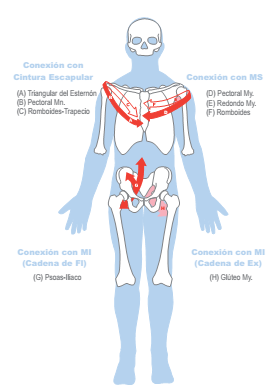 Conexión con
Cintura Escapular
(A) Triangular del Esternón
(B) Pectoral Mn.
(C) Romboides-Trapecio
Conexión con MS
(D) Pectoral My.
(E) Redondo My.
(F) Romboides
Conexión con MI
(Cadena de Fl)
(G) Psoas-Iliaco
Conexión con MI
(Cadena de Ex)
(H) Glúteo My.